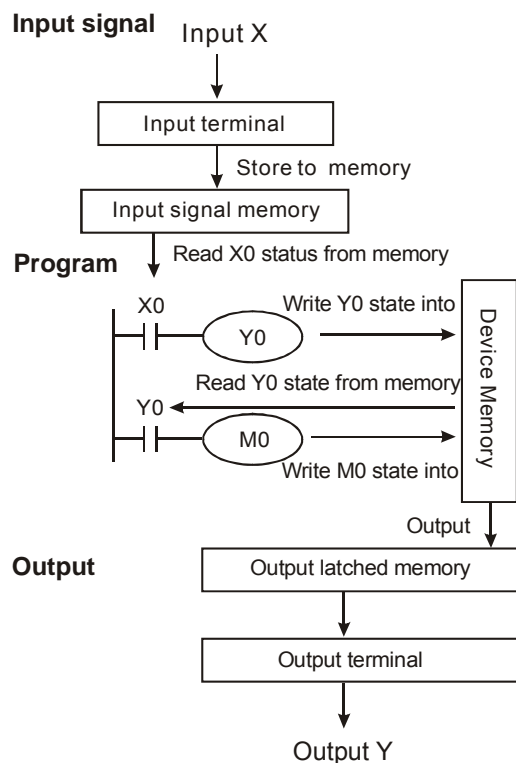 Input signal
Input X
Input terminal
Store to memory
Input signal memory
Read X0 status from memory
Program
X0
Y0
Write Y0 state into
Device Memory
Read Y0 state from memory
Y0
M0
Write M0 state into
Output
Output
Output latched memory
Output terminal
Output Y